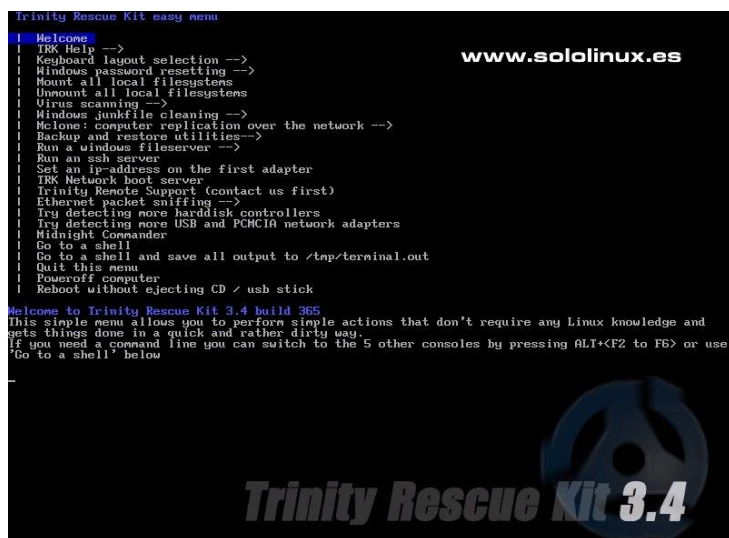 Trinity Rescue Kit easy menu
| Welcome
| TRK Help -->
| Keyboard layout selection -->
www.sololinux.es
| Windows password resetting -->
| Mount all local filesystems
| Unmount all local filesystems
| Virus scanning -->
| Windows junkfile cleaning -->
| Mclone: computer replication over the network -->
| Backup and restore utilities-->
| Run a windows fileserver -->
| Run an ssh server
| Set an ip-address on the first adapter
| TRK Network boot server
| Trinity Remote Support (contact us first)
| Ethernet packet sniffing -->
| Try detecting more harddisk controllers
| Try detecting more USB and PCMCIA network adapters
| Midnight Commander
| Go to a shell
| Go to a shell and save all output to /tmp/terminal.out
| Quit this menu
| Poweroff computer
| Reboot without ejecting CD / usb stick
Welcome to Trinity Rescue Kit 3.4 build 365
This simple menu allows you to perform simple actions that don't require any Linux knowledge and
gets things done in a quick and rather dirty way.
If you need a command line you can switch to the 5 other consoles by pressing ALT+<F2 to F6> or use
'Go to a shell' below
Trinity Rescue Kit 3.4